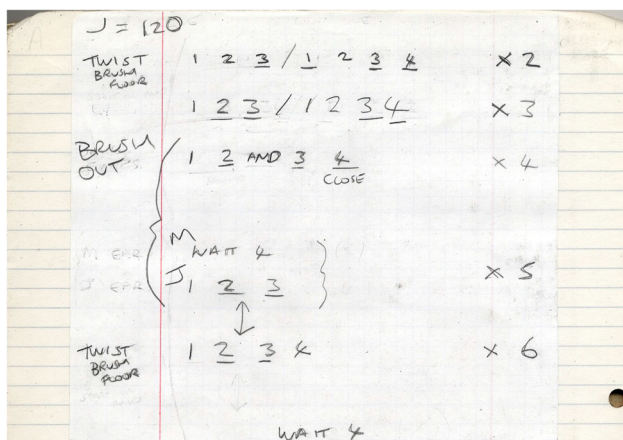 J = 120
TWIST BRUSH FLOOR 1 2 3 / 1 2 3 4 × 2
1 2 3 / 1 2 3 4 × 3
BRUSH OUT 1 2 AND 3 4 × 4
CLOSE
M WAIT 4
J 1 2 3 × 5
TWIST BRUSH FLOOR 1 2 3 4 × 6
WAIT 4